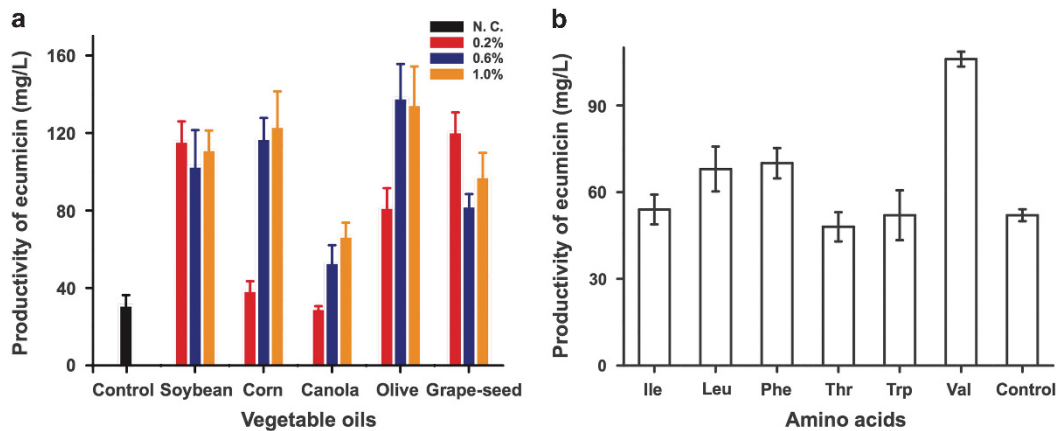 a
N. C.
0.2%
0.6%
1.0%
Productivity of ecumicin (mg/L)
160
120
80
40
0
Control Soybean Corn Canola Olive Grape-seed
Vegetable oils
b
Productivity of ecumicin (mg/L)
90
60
30
0
Ile Leu Phe Thr Trp Val Control
Amino acids